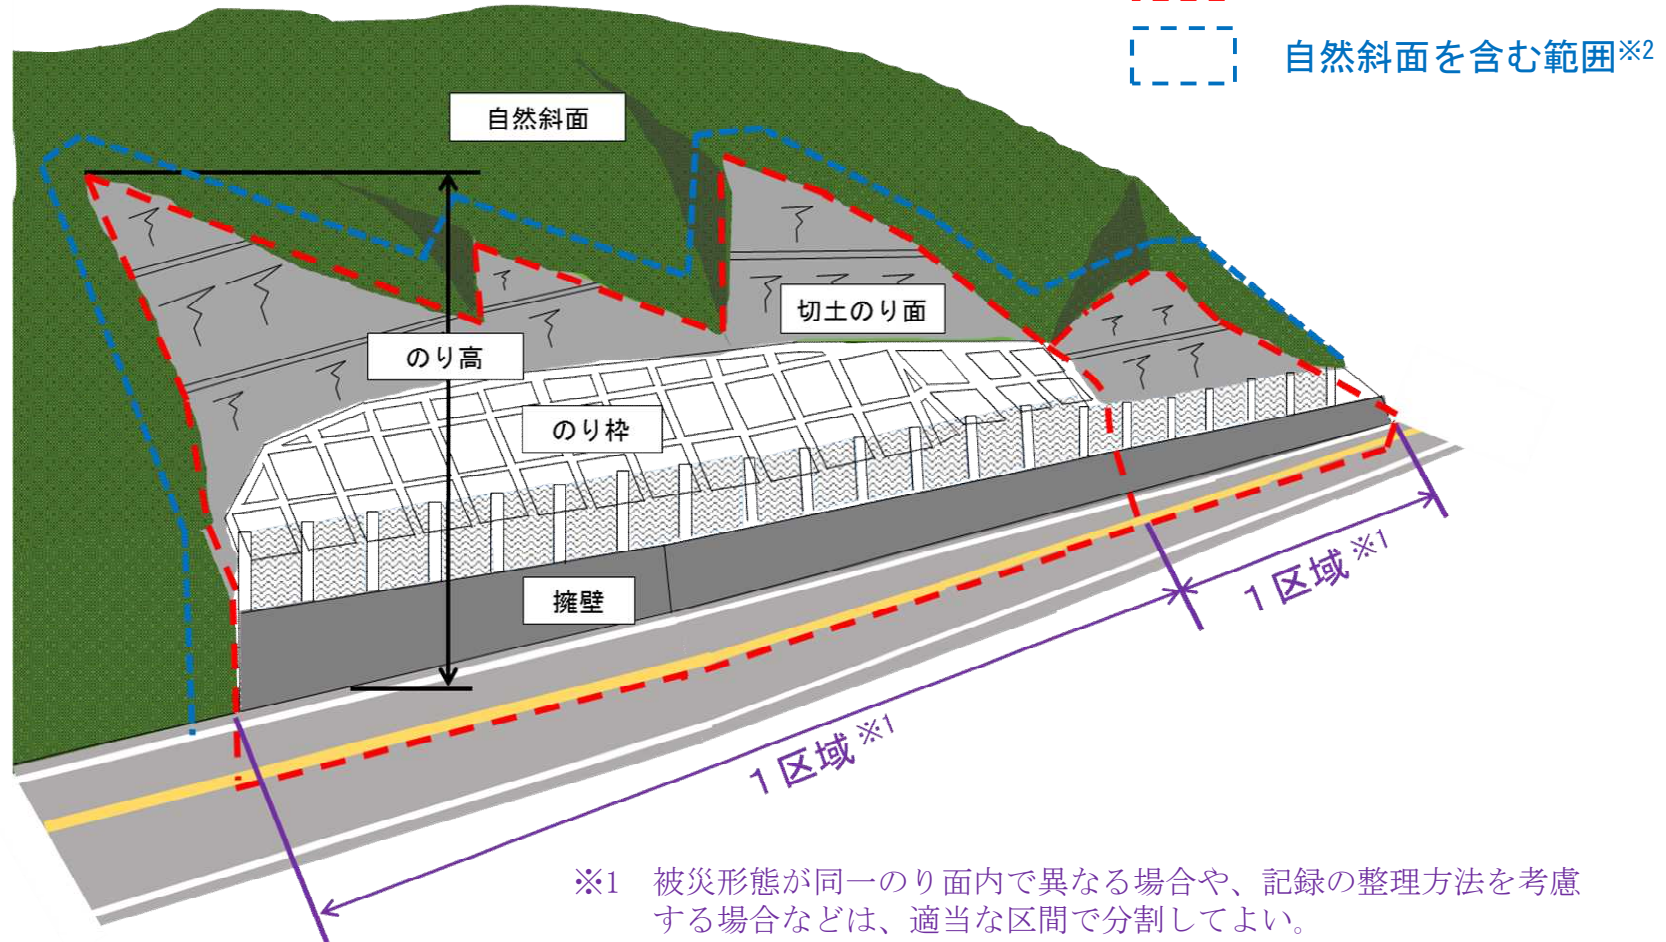 自然斜面を含む範囲※2
自然斜面
切土のり面
のり高
のり枠
擁壁
1区域※1
1区域※1
※1 被災形態が同一のり面内で異なる場合や、記録の整理方法を考慮
する場合などは、適当な区間で分割してよい。